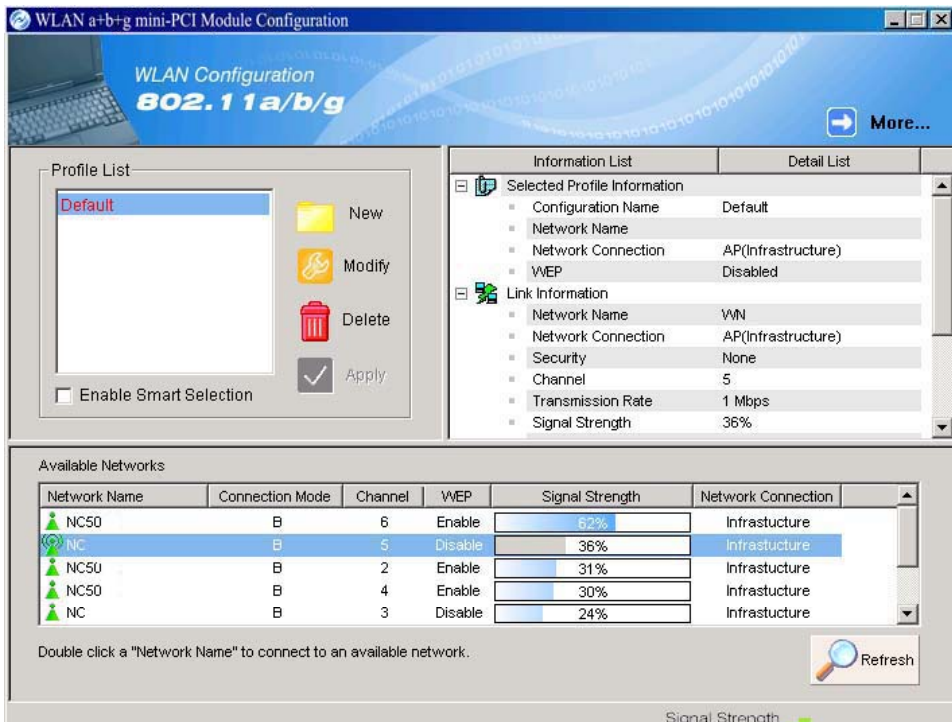 WLAN a+b+g mini-PCI Module Configuration
WLAN Configuration
802.11a/b/g
More...
Profile List
Default
New
Modify
Delete
Apply
Enable Smart Selection
Information List Detail List
Selected Profile Information
Configuration Name Default
Network Name
Network Connection AP(Infrastructure)
WEP Disabled
Link Information
Network Name WN
Network Connection AP(Infrastructure)
Security None
Channel 5
Transmission Rate 1 Mbps
Signal Strength 36%
Available Networks
Network Name Connection Mode Channel WEP Signal Strength Network Connection
NC50 B 6 Enable 62% Infrastucture
NC B 5 Disable 36% Infrastucture
NC50 B 2 Enable 31% Infrastucture
NC50 B 4 Enable 30% Infrastucture
NC B 3 Disable 24% Infrastucture
Double click a "Network Name" to connect to an available network.
Refresh
Signal Strength